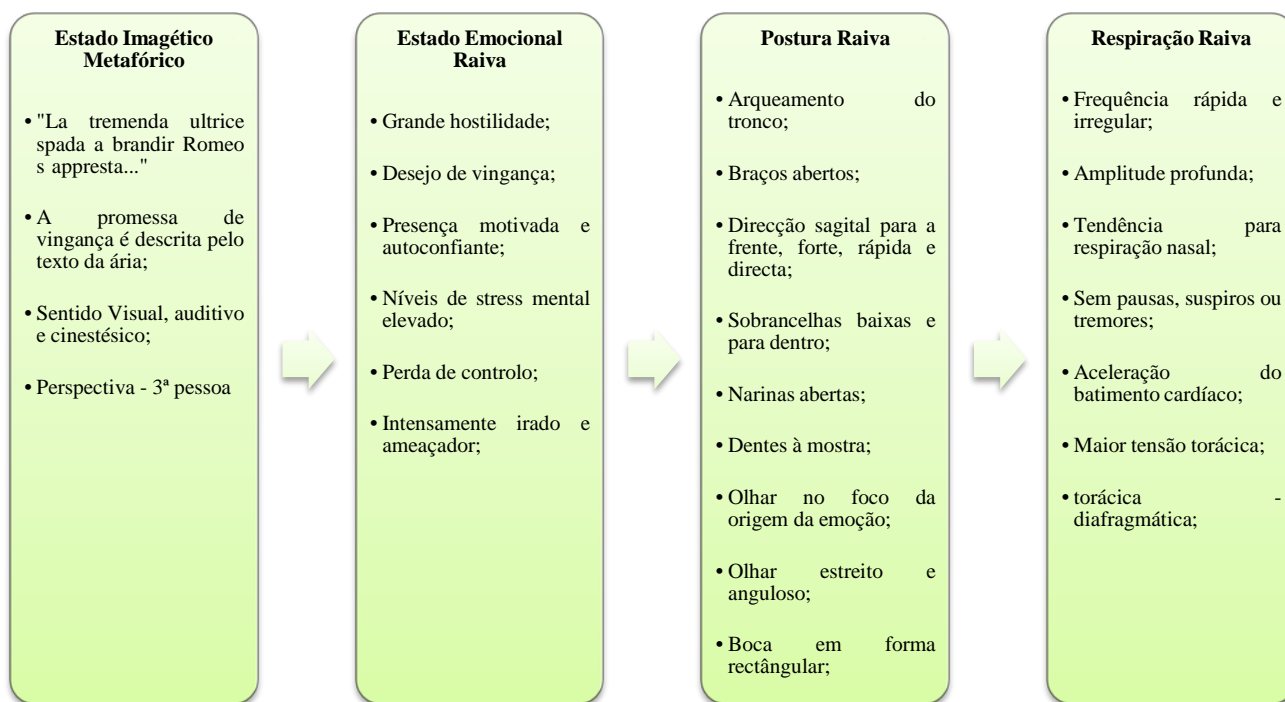 Estado Imagético
Metafórico
• "La tremenda ultrice
spada a brandir Romeo
s appresta..."
• A promessa de
vingança é descrita pelo
texto da ária;
• Sentido Visual, auditivo
e cinestésico;
• Perspectiva - 3ª pessoa
Estado Emocional
Raiva
• Grande hostilidade;
• Desejo de vingança;
• Presença motivada e
autoconfiante;
• Níveis de stress mental
elevado;
• Perda de controlo;
• Intensamente irado e
ameaçador;
Postura Raiva
• Arqueamento do
tronco;
• Braços abertos;
• Direcção sagital para a
frente, forte, rápida e
directa;
• Sobrancelhas baixas e
para dentro;
• Narinas abertas;
• Dentes à mostra;
• Olhar no foco da
origem da emoção;
• Olhar estreito e
anguloso;
• Boca em forma
rectângular;
Respiração Raiva
• Frequência rápida e
irregular;
• Amplitude profunda;
• Tendência para
respiração nasal;
• Sem pausas, suspiros ou
tremores;
• Aceleração do
batimento cardíaco;
• Maior tensão torácica;
• torácica -
diafragmática;